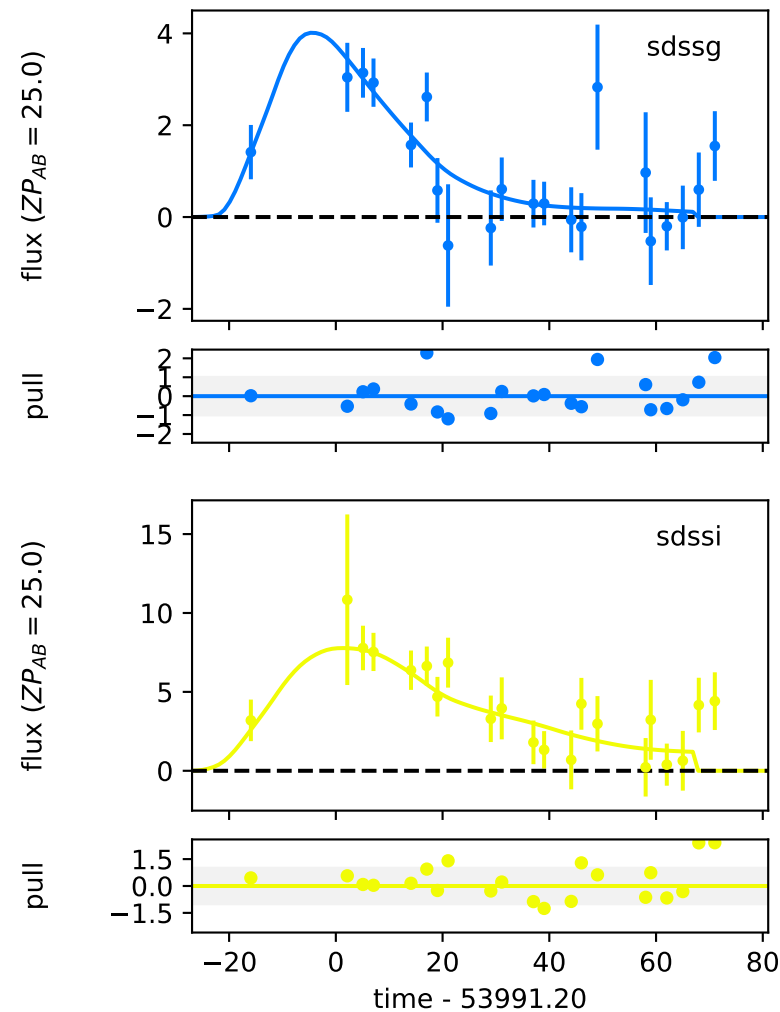 sdssg
flux (ZP_AB = 25.0)
4
2
0
−2
pull
2
1
0
−1
−2
sdssi
flux (ZP_AB = 25.0)
15
10
5
0
pull
1.5
0.0
−1.5
−20 0 20 40 60 80
time - 53991.20